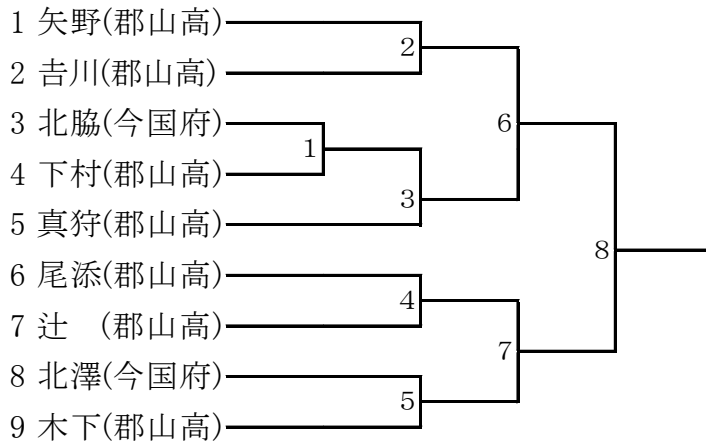 1 矢野(郡山高)
2 𠮷川(郡山高)
3 北脇(今国府)
4 下村(郡山高)
5 真狩(郡山高)
6 尾添(郡山高)
7 辻　(郡山高)
8 北澤(今国府)
9 木下(郡山高)
2
1
3
6
4
5
7
8